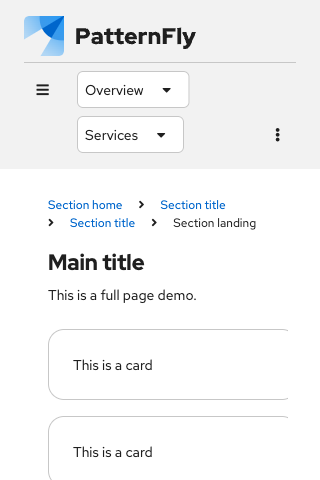 PatternFly
Overview
Services
Section home Section title
Section title Section landing
Main title
This is a full page demo.
This is a card
This is a card